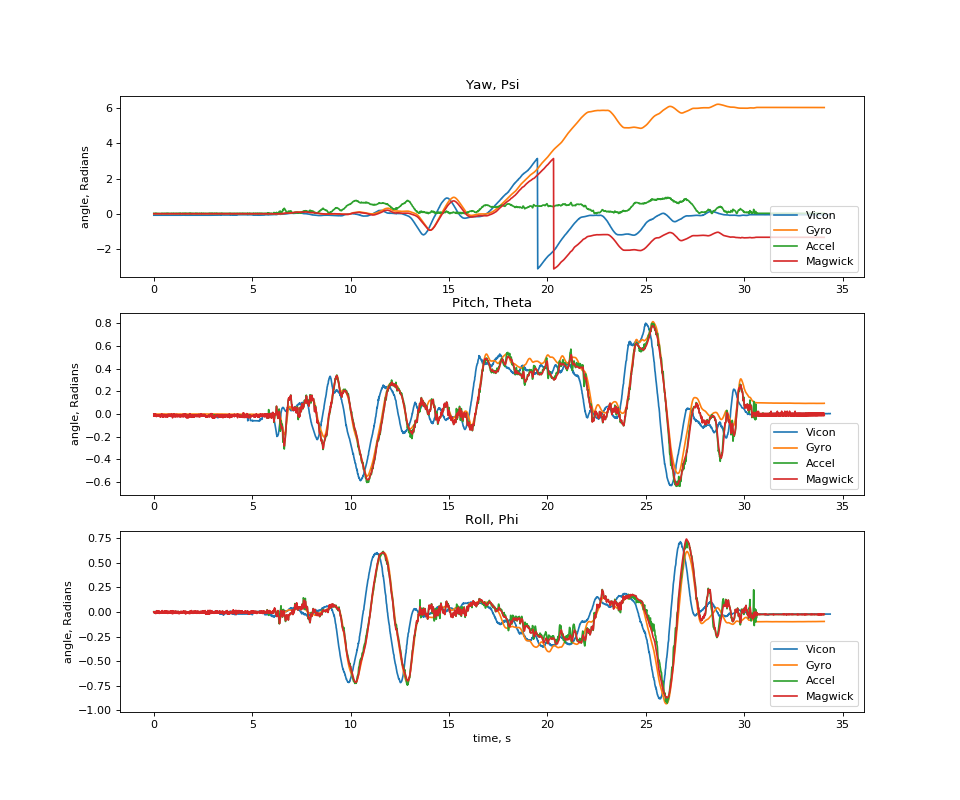 Yaw, Psi
angle, Radians
6
4
2
0
−2
0 5 10 15 20 25 30 35
Vicon
Gyro
Accel
Magwick
Pitch, Theta
angle, Radians
0.8
0.6
0.4
0.2
0.0
−0.2
−0.4
−0.6
0 5 10 15 20 25 30 35
Vicon
Gyro
Accel
Magwick
Roll, Phi
angle, Radians
0.75
0.50
0.25
0.00
−0.25
−0.50
−0.75
−1.00
0 5 10 15 20 25 30 35
Vicon
Gyro
Accel
Magwick
time, s